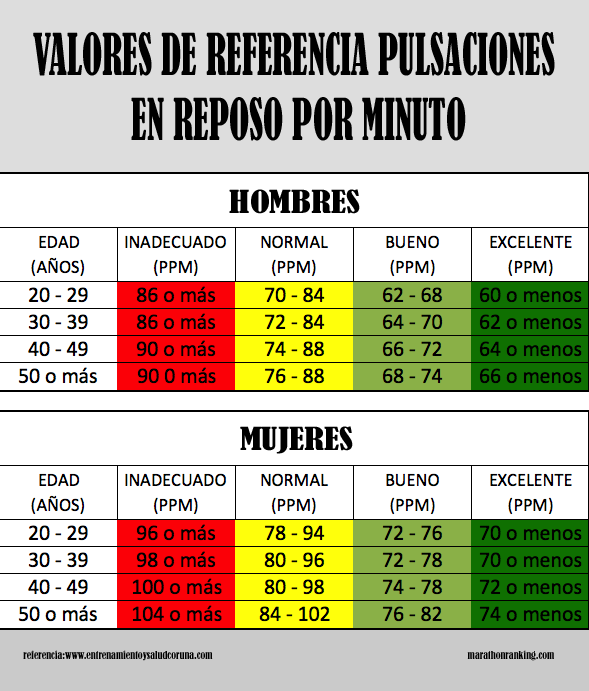 VALORES DE REFERENCIA PULSACIONES
EN REPOSO POR MINUTO
HOMBRES
EDAD (AÑOS) INADECUADO (PPM) NORMAL (PPM) BUENO (PPM) EXCELENTE (PPM)
20 - 29 86 o más 70 - 84 62 - 68 60 o menos
30 - 39 86 o más 72 - 84 64 - 70 62 o menos
40 - 49 90 o más 74 - 88 66 - 72 64 o menos
50 o más 90 0 más 76 - 88 68 - 74 66 o menos
MUJERES
EDAD (AÑOS) INADECUADO (PPM) NORMAL (PPM) BUENO (PPM) EXCELENTE (PPM)
20 - 29 96 o más 78 - 94 72 - 76 70 o menos
30 - 39 98 o más 80 - 96 72 - 78 70 o menos
40 - 49 100 o más 80 - 98 74 - 78 72 o menos
50 o más 104 o más 84 - 102 76 - 82 74 o menos
referencia:www.entrenamientoysaludcoruna.com marathonranking.com